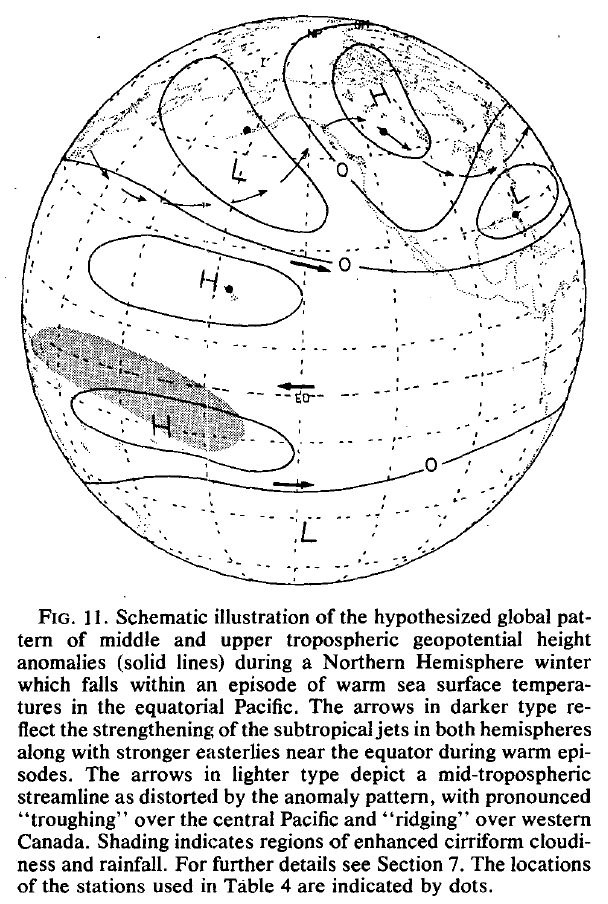 NP
GM
H
L
L
0
H
0
EQ
H
0
L
FIG. 11. Schematic illustration of the hypothesized global pat-
tern of middle and upper tropospheric geopotential height
anomalies (solid lines) during a Northern Hemisphere winter
which falls within an episode of warm sea surface tempera-
tures in the equatorial Pacific. The arrows in darker type re-
flect the strengthening of the subtropical jets in both hemispheres
along with stronger easterlies near the equator during warm epi-
sodes. The arrows in lighter type depict a mid-tropospheric
streamline as distorted by the anomaly pattern, with pronounced
“troughing” over the central Pacific and “ridging” over western
Canada. Shading indicates regions of enhanced cirriform cloudi-
ness and rainfall. For further details see Section 7. The locations
of the stations used in Table 4 are indicated by dots.